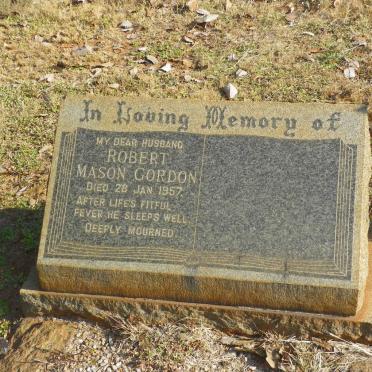 In Loving Memory of
MY DEAR HUSBAND
ROBERT
MASON GORDON
DIED 28 JAN 1957
AFTER LIFE'S FITFUL
FEVER HE SLEEPS WELL
DEEPLY MOURNED